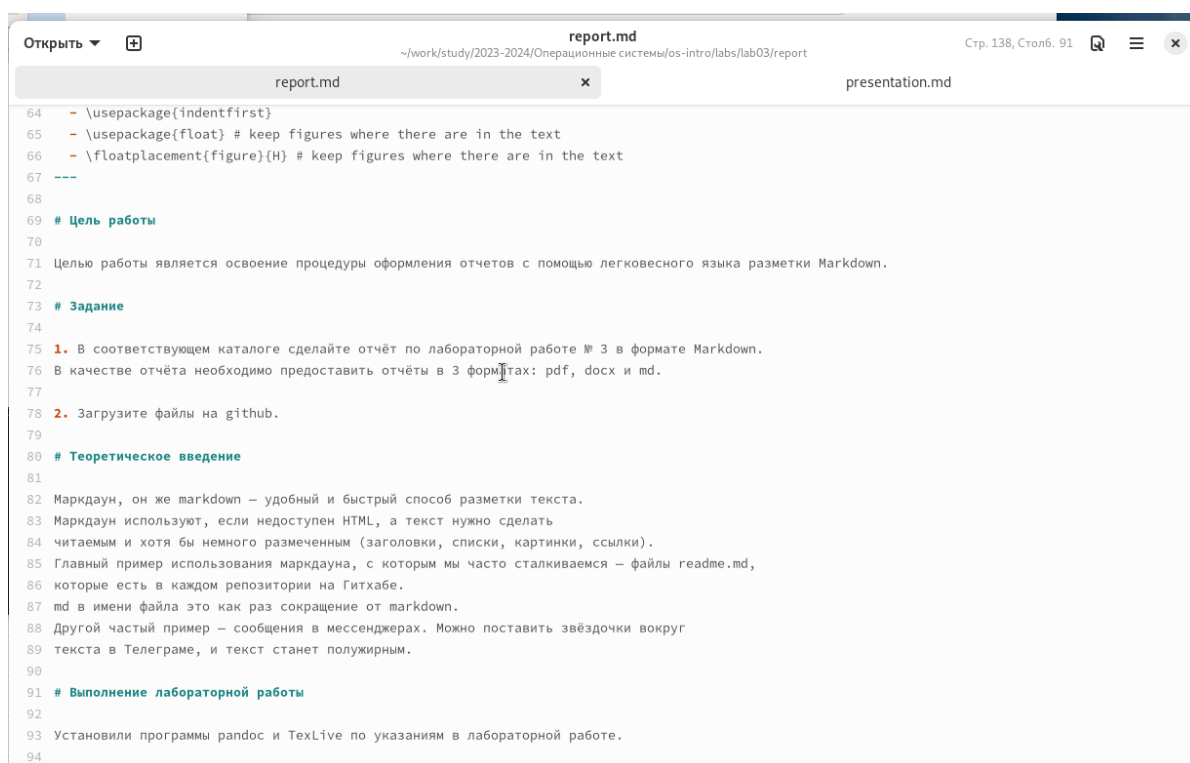 Открыть
report.md
~/work/study/2023-2024/Операционные системы/os-intro/labs/lab03/report
Стр. 138, Столб. 91
report.md
presentation.md
64 - \usepackage{indentfirst}
65 - \usepackage{float} # keep figures where there are in the text
66 - \floatplacement{figure}{H} # keep figures where there are in the text
67 ---
68
69 # Цель работы
70
71 Целью работы является освоение процедуры оформления отчетов с помощью легковесного языка разметки Markdown.
72
73 # Задание
74
75 1. В соответствующем каталоге сделайте отчёт по лабораторной работе № 3 в формате Markdown.
76 В качестве отчёта необходимо предоставить отчёты в 3 форматах: pdf, docx и md.
77
78 2. Загрузите файлы на github.
79
80 # Теоретическое введение
81
82 Маркдаун, он же markdown — удобный и быстрый способ разметки текста.
83 Маркдаун используют, если недоступен HTML, а текст нужно сделать
84 читаемым и хотя бы немного размеченным (заголовки, списки, картинки, ссылки).
85 Главный пример использования маркдауна, с которым мы часто сталкиваемся — файлы readme.md,
86 которые есть в каждом репозитории на Гитхабе.
87 md в имени файла это как раз сокращение от markdown.
88 Другой частый пример — сообщения в мессенджерах. Можно поставить звёздочки вокруг
89 текста в Телеграме, и текст станет полужирным.
90
91 # Выполнение лабораторной работы
92
93 Установили программы pandoc и TexLive по указаниям в лабораторной работе.
94